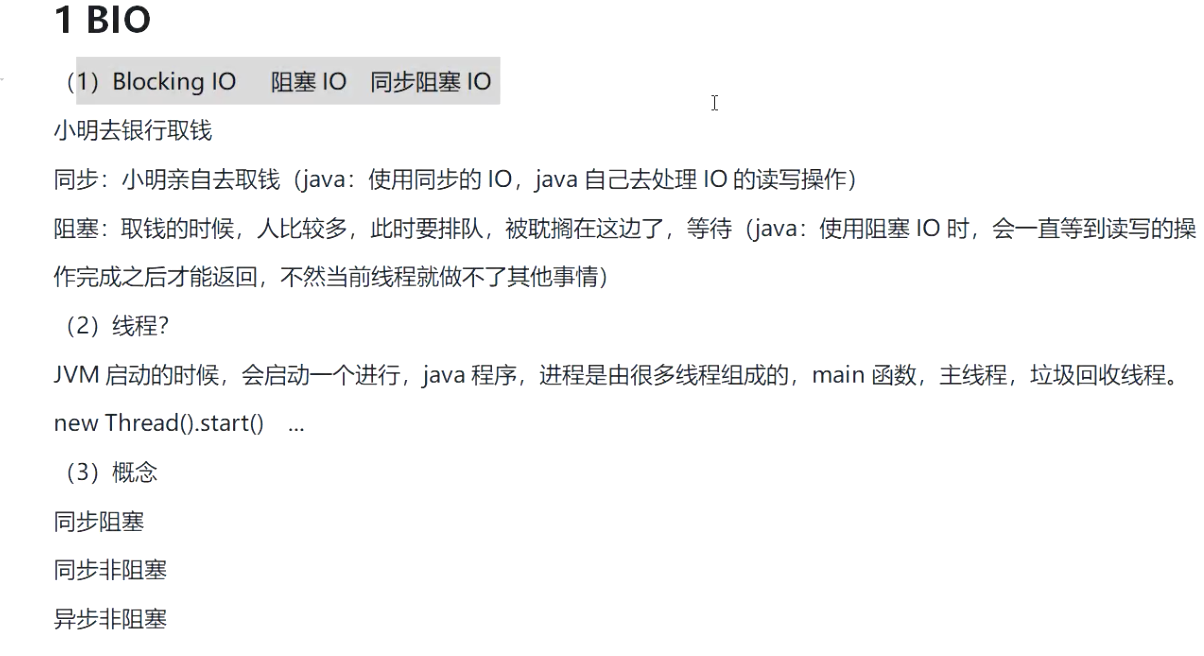 1 BIO
（1）Blocking IO 阻塞 IO 同步阻塞 IO
小明去银行取钱
同步：小明亲自去取钱（java：使用同步的 IO，java 自己去处理 IO 的读写操作）
阻塞：取钱的时候，人比较多，此时要排队，被耽搁在这边了，等待（java：使用阻塞 IO 时，会一直等到读写的操
作完成之后才能返回，不然当前线程就做不了其他事情）
（2）线程？
JVM 启动的时候，会启动一个进行，java 程序，进程是由很多线程组成的，main 函数，主线程，垃圾回收线程。
new Thread().start() ...
（3）概念
同步阻塞
同步非阻塞
异步非阻塞